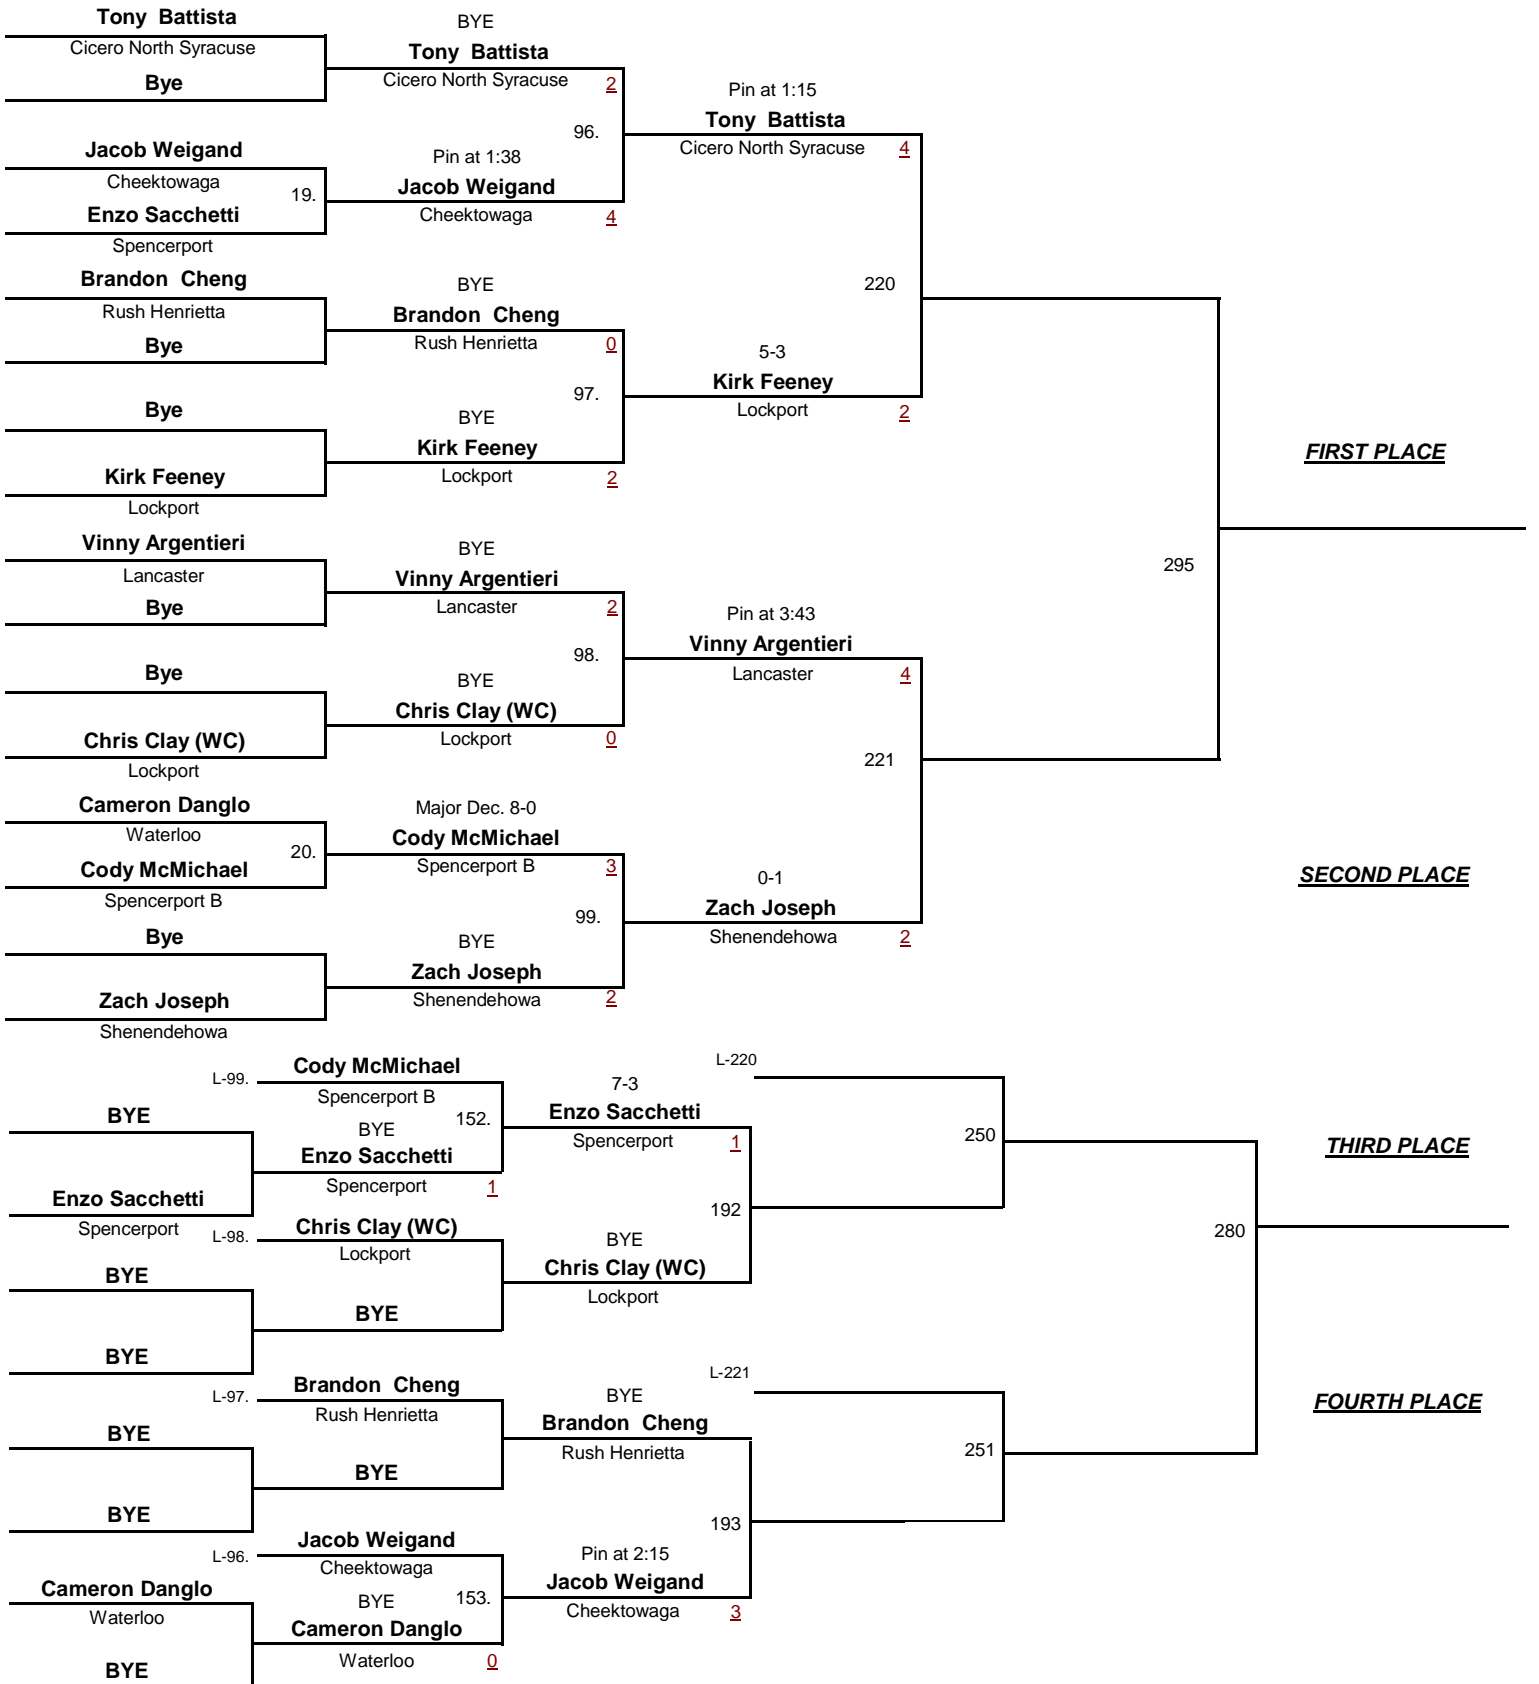 Tony Battista
Cicero North Syracuse
Bye
Jacob Weigand
Cheektowaga
19.
Enzo Sacchetti
Spencerport
Brandon Cheng
Rush Henrietta
Bye
Bye
Kirk Feeney
Lockport
Vinny Argentieri
Lancaster
Bye
Bye
Chris Clay (WC)
Lockport
Cameron Danglo
Waterloo
20.
Cody McMichael
Spencerport B
Bye
Zach Joseph
Shenendehowa
BYE
Tony Battista
Cicero North Syracuse 2
96.
Pin at 1:38
Jacob Weigand
Cheektowaga 4
BYE
Brandon Cheng
Rush Henrietta 0
97.
BYE
Kirk Feeney
Lockport 2
BYE
Vinny Argentieri
Lancaster 2
98.
BYE
Chris Clay (WC)
Lockport 0
Major Dec. 8-0
Cody McMichael
Spencerport B 3
99.
BYE
Zach Joseph
Shenendehowa 2
Pin at 1:15
Tony Battista
Cicero North Syracuse 4
220
5-3
Kirk Feeney
Lockport 2
Pin at 3:43
Vinny Argentieri
Lancaster 4
221
0-1
Zach Joseph
Shenendehowa 2
295
FIRST PLACE
SECOND PLACE
BYE
Enzo Sacchetti
Spencerport
BYE
BYE
BYE
BYE
Cameron Danglo
Waterloo
BYE
L-99.
Cody McMichael
Spencerport B
152.
BYE
Enzo Sacchetti
Spencerport 1
L-98.
Chris Clay (WC)
Lockport
BYE
L-97.
Brandon Cheng
Rush Henrietta
BYE
L-96.
Jacob Weigand
Cheektowaga
153.
BYE
Cameron Danglo
Waterloo 0
7-3
Enzo Sacchetti
Spencerport 1
192
BYE
Chris Clay (WC)
Lockport
BYE
Brandon Cheng
Rush Henrietta
193
Pin at 2:15
Jacob Weigand
Cheektowaga 3
L-220
250
L-221
251
280
THIRD PLACE
FOURTH PLACE